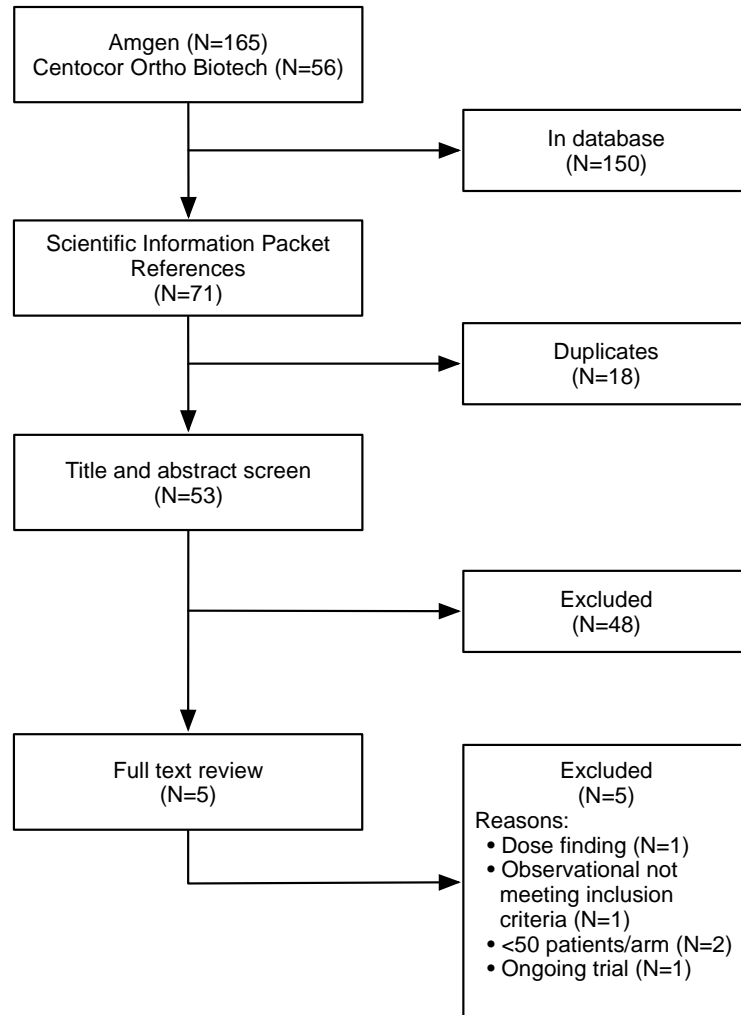 Amgen (N=165)
Centocor Ortho Biotech (N=56)
In database
(N=150)
Scientific Information Packet
References
(N=71)
Duplicates
(N=18)
Title and abstract screen
(N=53)
Excluded
(N=48)
Full text review
(N=5)
Excluded
(N=5)
Reasons:
• Dose finding (N=1)
• Observational not
meeting inclusion
criteria (N=1)
• <50 patients/arm (N=2)
• Ongoing trial (N=1)